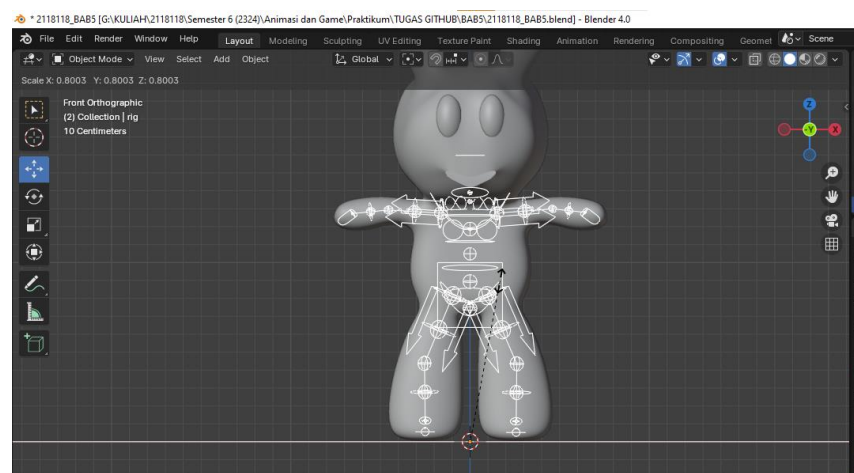 * 2118118_BAB5 [G:\KULIAH\2118118\Semester 6 (2324)\Animasi dan Game\Praktikum\TUGAS GITHUB\BAB5\2118118_BAB5.blend] - Blender 4.0
File Edit Render Window Help Layout Modeling Sculpting UV Editing Texture Paint Shading Animation Rendering Compositing Geomet Scene
Object Mode View Select Add Object Global
Scale X: 0.8003 Y: 0.8003 Z: 0.8003
Front Orthographic
(2) Collection | rig
10 Centimeters
Z
-Y
X